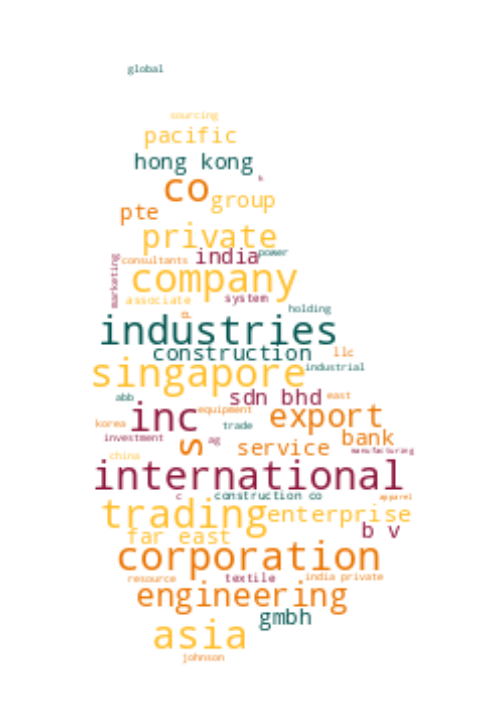 global
sourcing
pacific
hong kong
k
co
group
pte
private
india
power
consultants
marketing
company
associate
system
p
holding
industries
construction
llc
singapore
industrial
sdn bhd
abb
east
inc
equipment
export
korma
trade
investment
s
ag
service
bank
manufacturing
china
international
c
construction co
apparel
trading
enterprise
b v
far east
corporation
resource
textile
india private
engineering
gmbh
asia
johnson